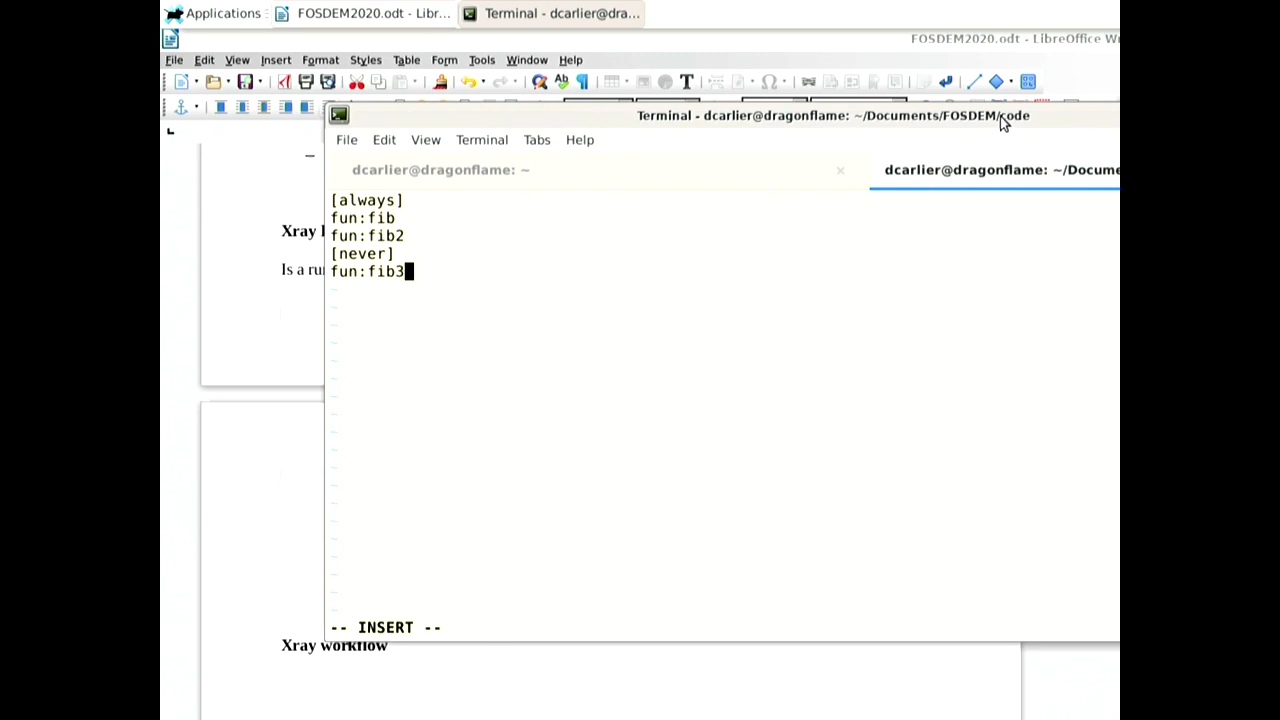 Applications
FOSDEM2020.odt - Libr...
Terminal - dcarlier@dra...
FOSDEM2020.odt - LibreOffice Wr
File Edit View Insert Format Styles Table Form Tools Window Help
Terminal - dcarlier@dragonflame: ~/Documents/FOSDEM/code
File Edit View Terminal Tabs Help
dcarlier@dragonflame: ~
dcarlier@dragonflame: ~/Docume
[always]
fun:fib
fun:fib2
[never]
fun:fib3
-- INSERT --
Xray
Is a
Xray workflow